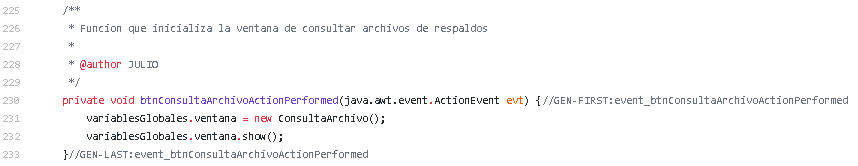 225 /**
226 * Funcion que inicializa la ventana de consultar archivos de respaldos
227 *
228 * @author JULIO
229 */
230 private void btnConsultaArchivoActionPerformed(java.awt.event.ActionEvent evt) {//GEN-FIRST:event_btnConsultaArchivoActionPerformed
231 variablesGlobales.ventana = new ConsultaArchivo();
232 variablesGlobales.ventana.show();
233 }//GEN-LAST:event_btnConsultaArchivoActionPerformed